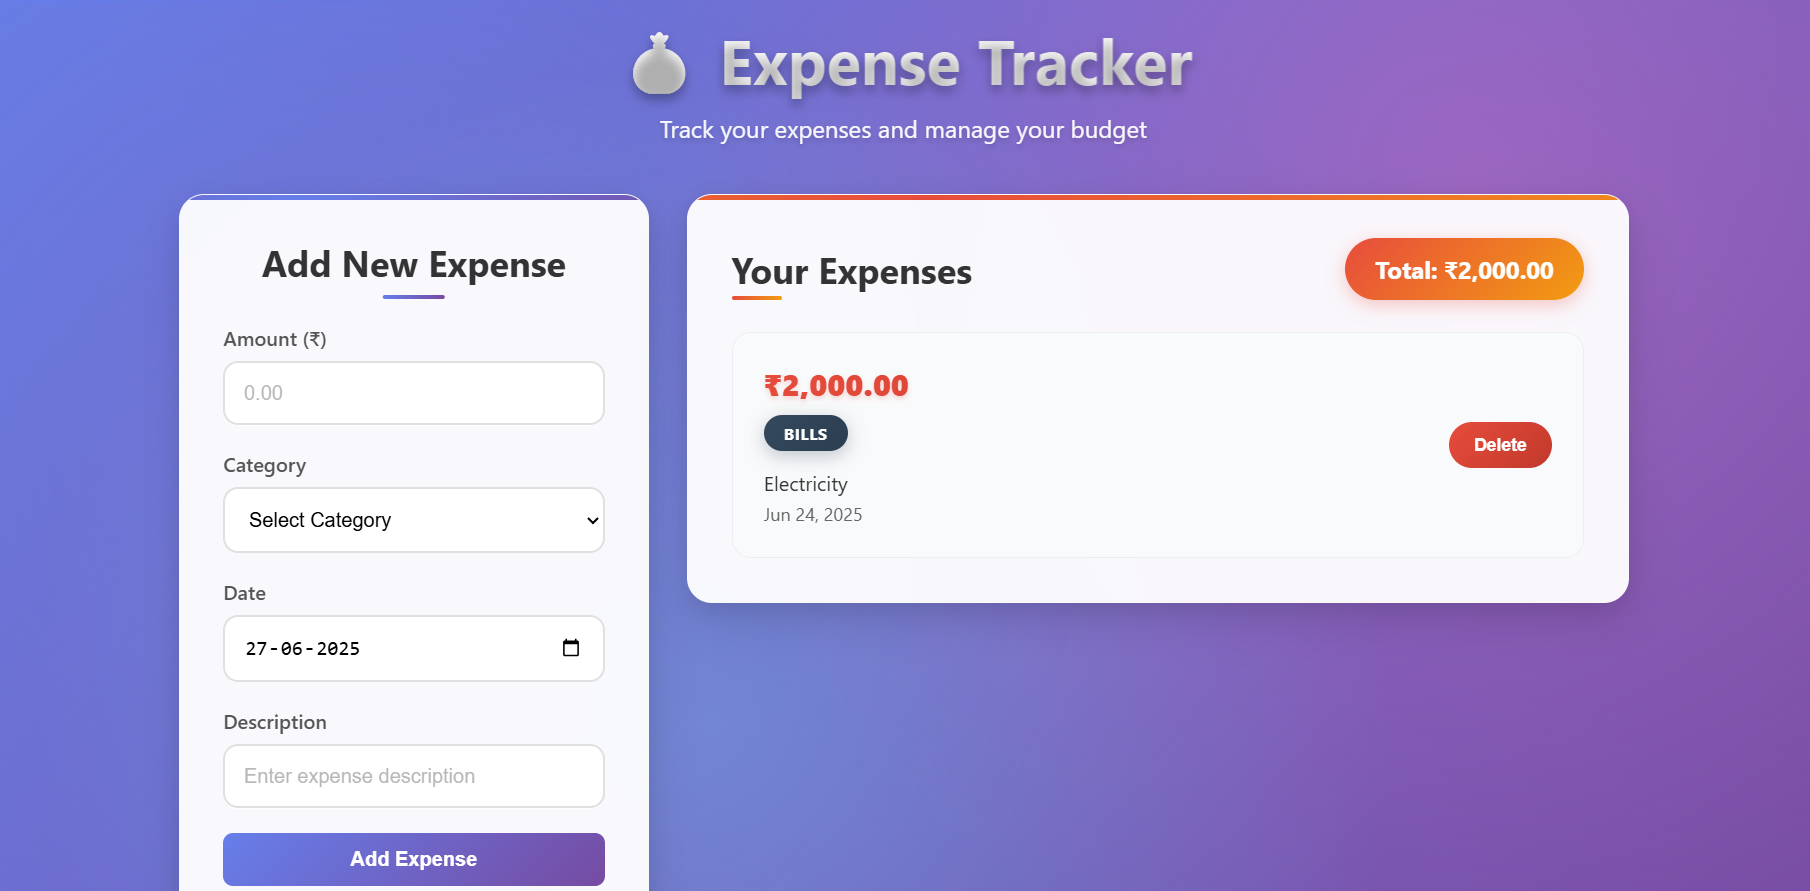 Expense Tracker
Track your expenses and manage your budget
Add New Expense
Amount (₹)
0.00
Category
Select Category
Date
27-06-2025
Description
Enter expense description
Add Expense
Your Expenses
Total: ₹2,000.00
₹2,000.00
BILLS
Electricity
Jun 24, 2025
Delete